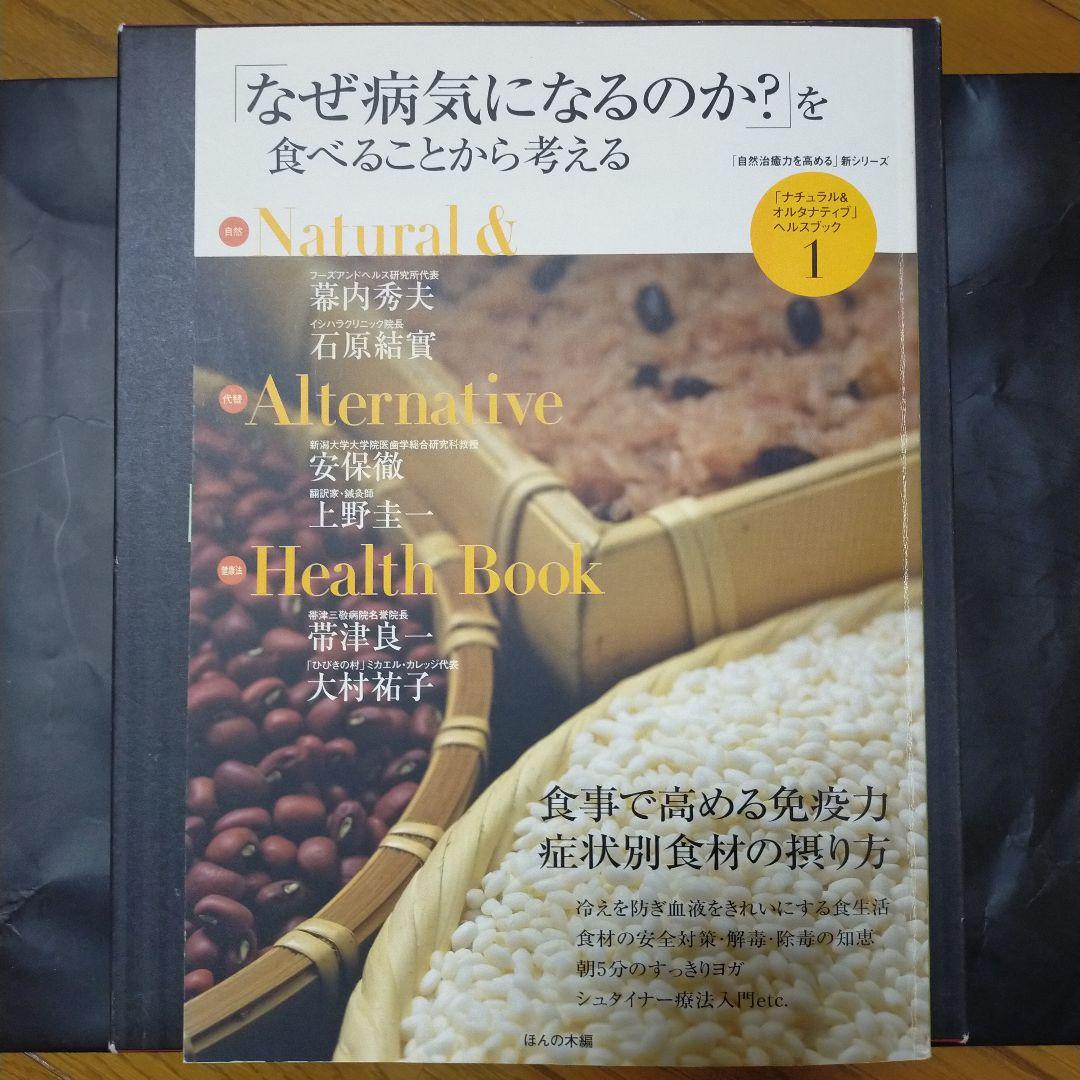 「なぜ病気になるのか?」を
食べることから考える
「自然治癒力を高める」新シリーズ
「ナチュラル&
オルタナティブ」
ヘルスブック
1
自然 Natural &
フーズアンドヘルス研究所代表
幕内秀夫
イシハラクリニック院長
石原結實
代替 Alternative
新潟大学大学院医歯学総合研究科教授
安保徹
翻訳家・鍼灸師
上野圭一
健康法 Health Book
帯津三敬病院名誉院長
帯津良一
「ひびきの村」ミカエル・カレッジ代表
大村祐子
食事で高める免疫力
症状別食材の摂り方
冷えを防ぎ血液をきれいにする食生活
食材の安全対策・解毒・除毒の知恵
朝5分のすっきりヨガ
シュタイナー療法入門etc.
ほんの木編